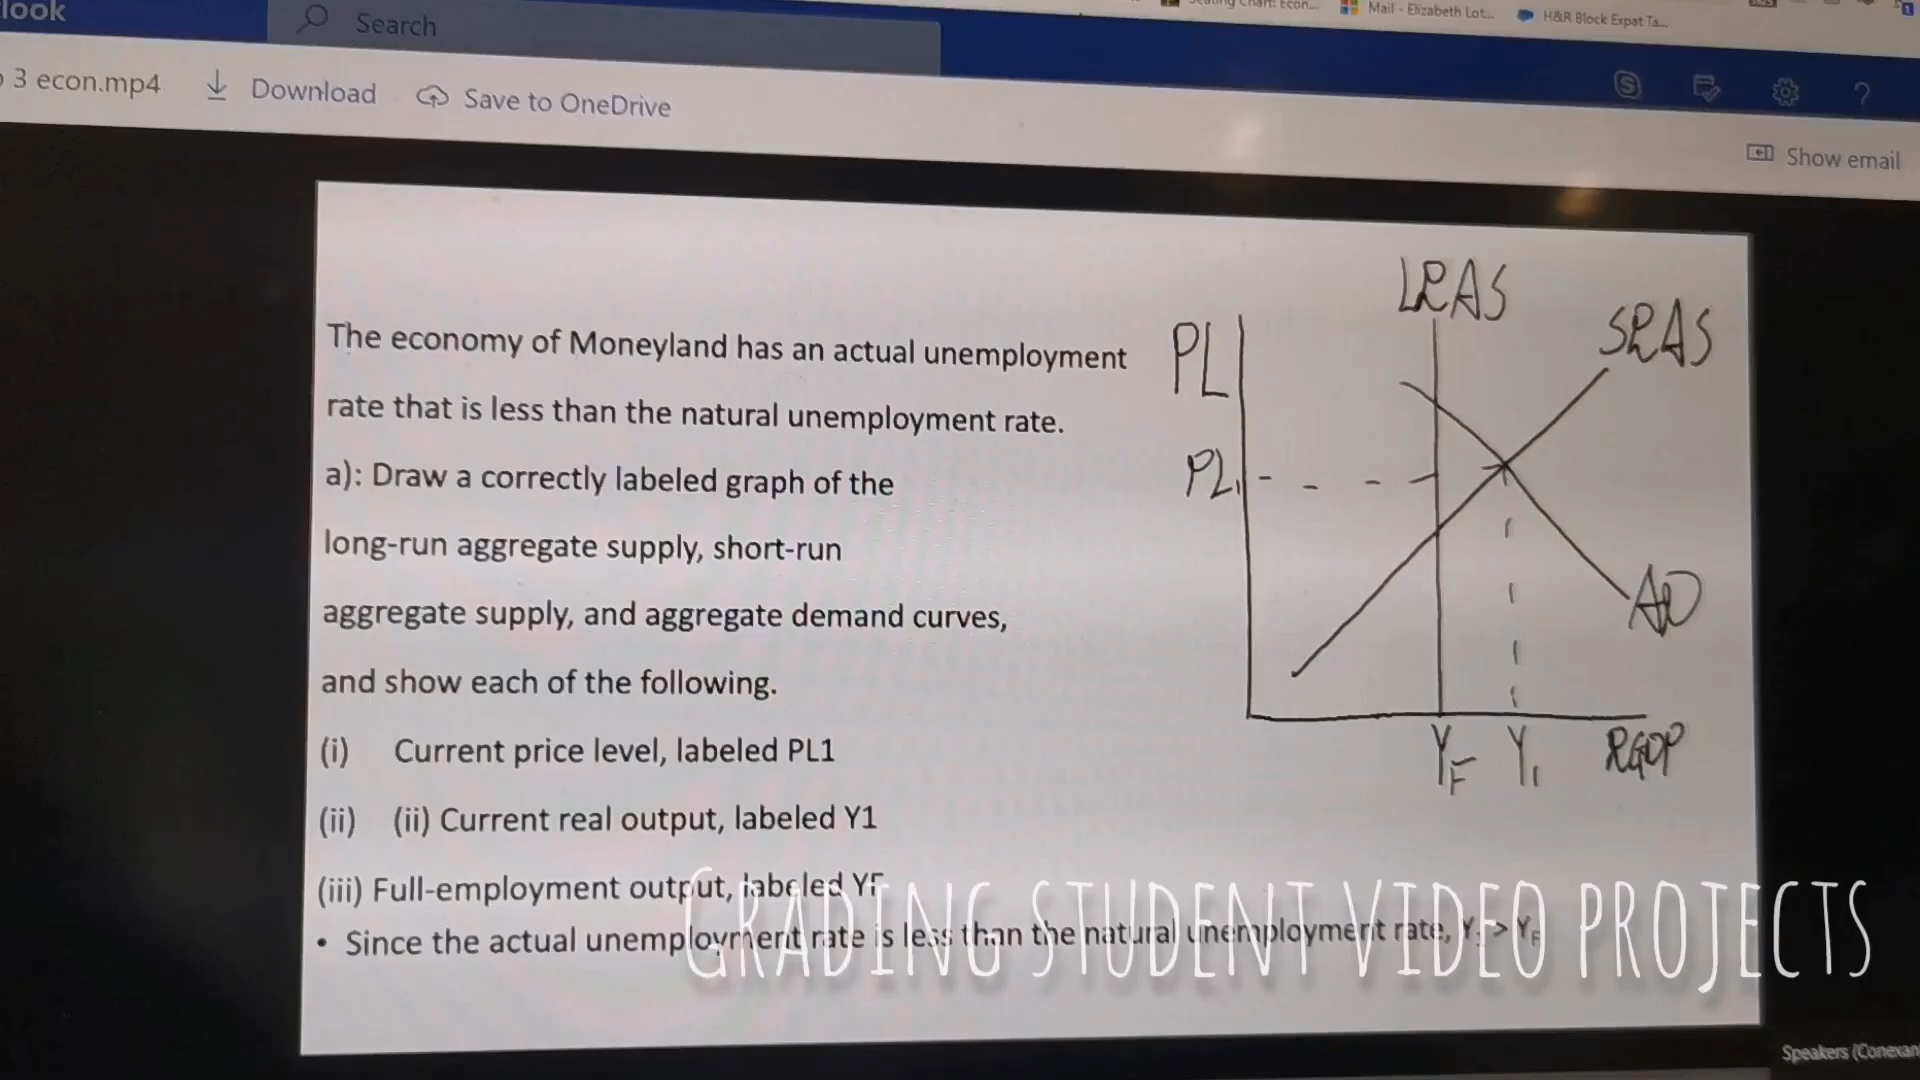 look
Search
Mail - Elizabeth Lot...
H&R Block Expat Ta...
3 econ.mp4
Download
Save to OneDrive
Show email
The economy of Moneyland has an actual unemployment
rate that is less than the natural unemployment rate.
a): Draw a correctly labeled graph of the
long-run aggregate supply, short-run
aggregate supply, and aggregate demand curves,
and show each of the following.
(i) Current price level, labeled PL1
(ii) (ii) Current real output, labeled Y1
(iii) Full-employment output, labeled YF
• Since the actual unemployment rate is less than the natural unemployment rate, Y1 > YF
LRAS
SRAS
PL
PL1
AD
YF Y1 RGDP
GRADING STUDENT VIDEO PROJECTS
Speakers (Conexan